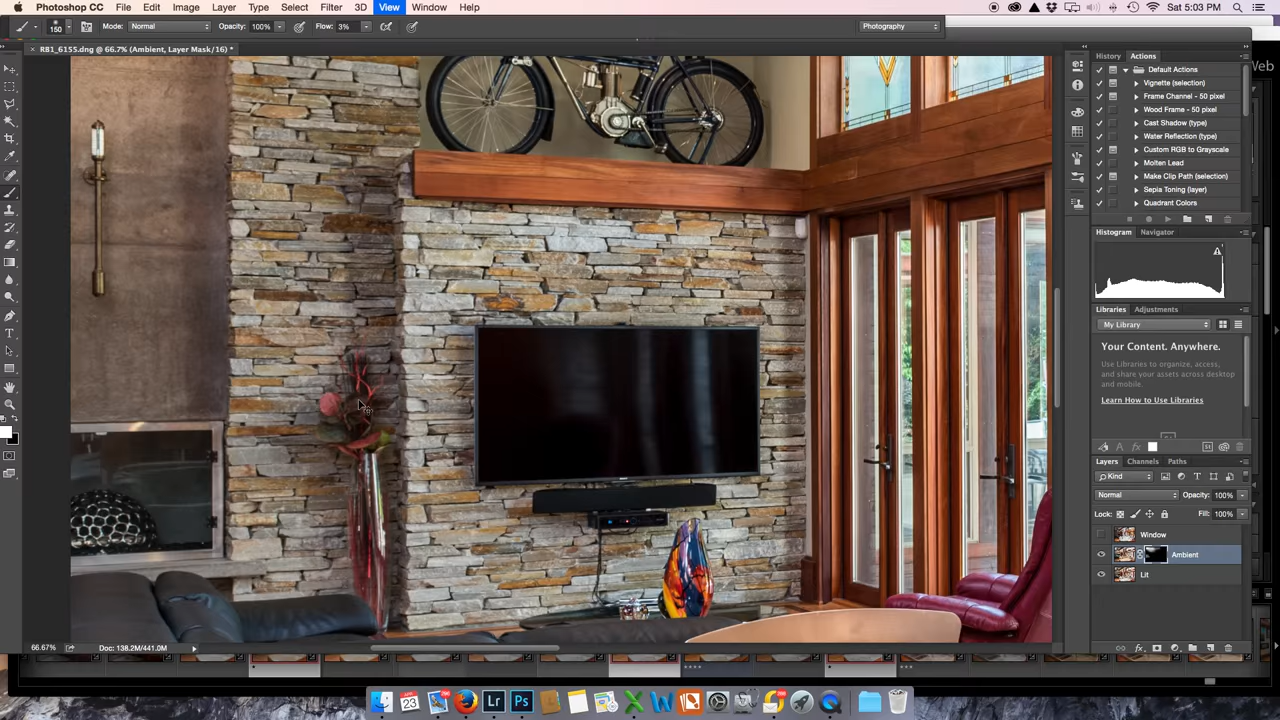 Photoshop CC File Edit Image Layer Type Select Filter 3D View Window Help Sat 5:03 PM
150 Mode: Normal Opacity: 100% Flow: 3% Photography
× RB1_6155.dng @ 66.7% (Ambient, Layer Mask/16) *
Web
History Actions
Default Actions
Vignette (selection)
Frame Channel - 50 pixel
Wood Frame - 50 pixel
Cast Shadow (type)
Water Reflection (type)
Custom RGB to Grayscale
Molten Lead
Make Clip Path (selection)
Sepia Toning (layer)
Quadrant Colors
Histogram Navigator
Libraries Adjustments
My Library
Your Content. Anywhere.
Use Libraries to organize, access,
and share your assets across desktop
and mobile.
Learn How to Use Libraries
Layers Channels Paths
Kind
Normal Opacity: 100%
Lock: Fill: 100%
Window
Ambient
Lit
66.67% Doc: 138.2M/441.0M
APR
23
Lr Ps